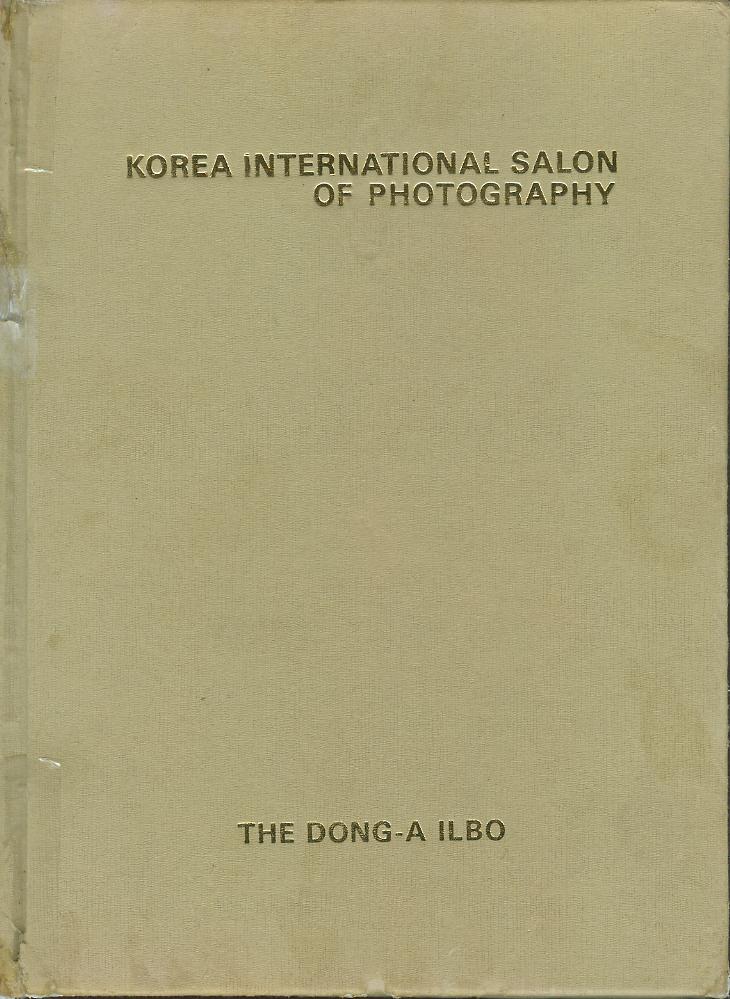 KOREA INTERNATIONAL SALON
OF PHOTOGRAPHY
THE DONG-A ILBO